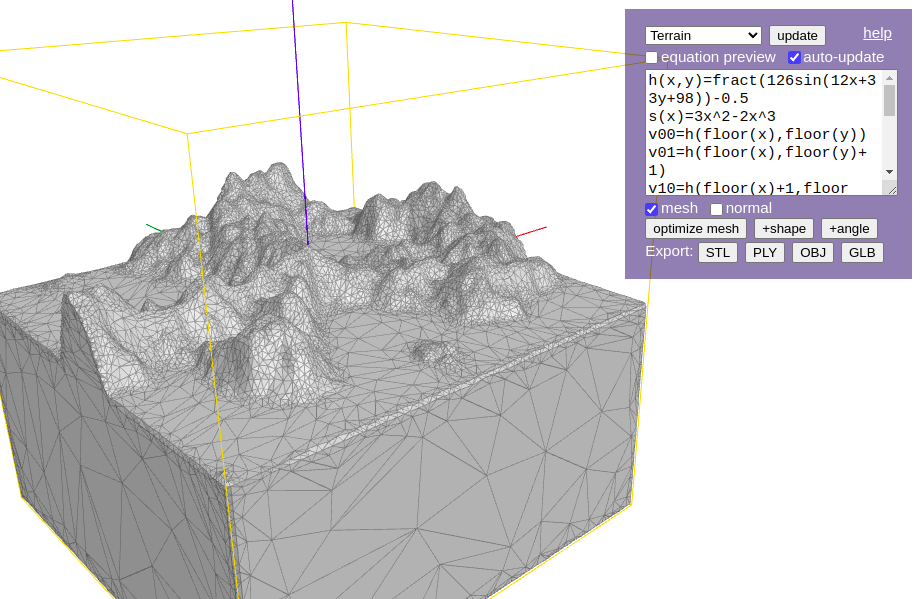 Terrain update help
equation preview auto-update
h(x,y)=fract(126sin(12x+3
3y+98))-0.5
s(x)=3x^2-2x^3
v00=h(floor(x),floor(y))
v01=h(floor(x),floor(y)+
1)
v10=h(floor(x)+1,floor
mesh normal
optimize mesh +shape +angle
Export: STL PLY OBJ GLB